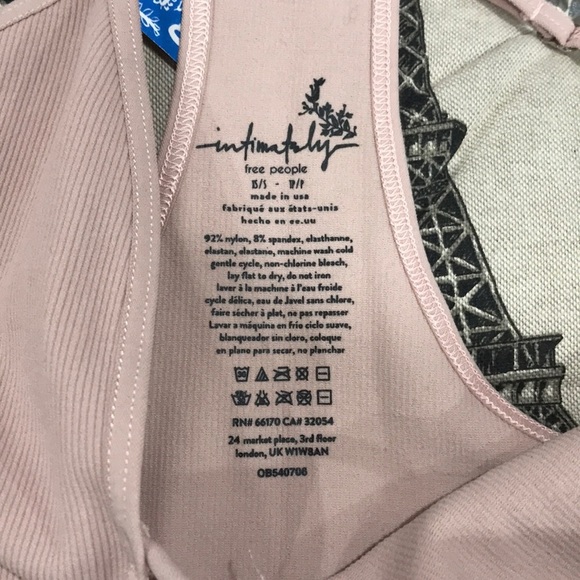 intimately
free people
XS/S - TP/P
made in usa
fabriqué aux états-unis
hecho en ee.uu
92% nylon, 8% spandex, elasthanne,
elastan, elastano, machine wash cold
gentle cycle, non-chlorine bleach,
lay flat to dry, do not iron
laver à la machine à l'eau froide
cycle délica, eau de Javel sans chlore,
faire sécher à plat, ne pas repasser
Lavar a máquina en frío ciclo suave,
blanqueador sin cloro, coloque
en plano para secar, no planchar
RN# 66170 CA# 32054
24 market place, 3rd floor
london, UK W1W8AN
OB540706